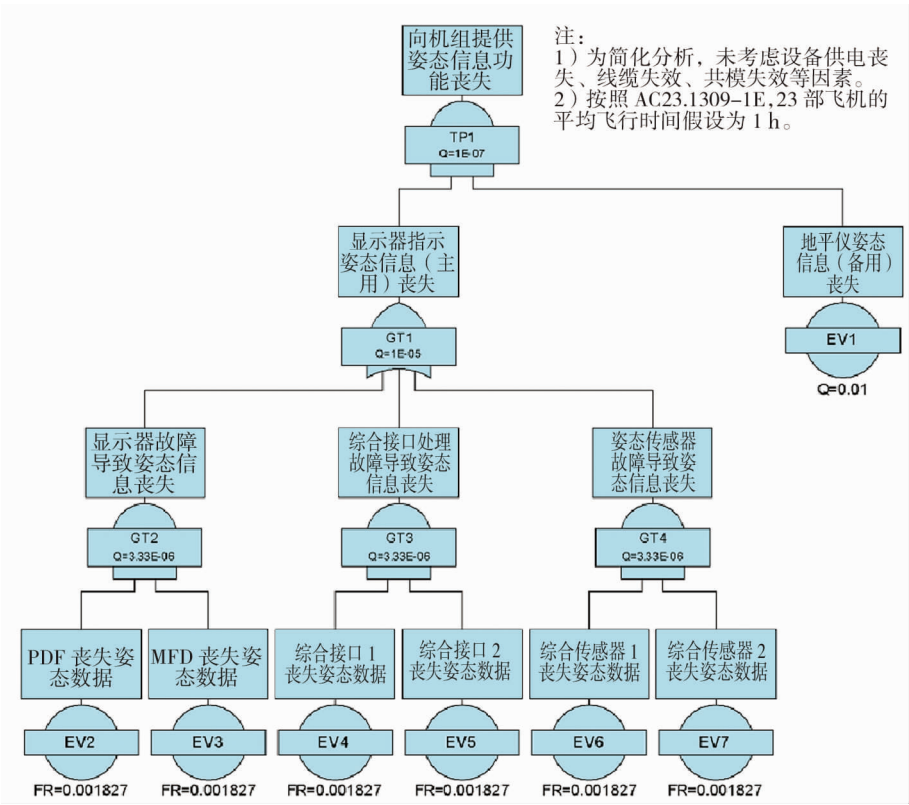 向机组提供
姿态信息功
能丧失
注：
1）为简化分析，未考虑设备供电丧
失、线缆失效、共模失效等因素。
2）按照 AC23.1309-1E,23 部飞机的
平均飞行时间假设为 1 h。
TP1
Q=1E-07
显示器指示
姿态信息（主
用）丧失
地平仪姿态
信息（备用）
丧失
GT1
Q=1E-05
EV1
Q=0.01
显示器故障
导致姿态信
息丧失
综合接口处理
故障导致姿态
信息丧失
姿态传感器
故障导致姿
态信息丧失
GT2
Q=3.33E-06
GT3
Q=3.33E-06
GT4
Q=3.33E-06
PDF 丧失姿
态数据
MFD 丧失姿
态数据
综合接口 1
丧失姿态数据
综合接口 2
丧失姿态数据
综合传感器 1
丧失姿态数据
综合传感器 2
丧失姿态数据
EV2
EV3
EV4
EV5
EV6
EV7
FR=0.001827
FR=0.001827
FR=0.001827
FR=0.001827
FR=0.001827
FR=0.001827